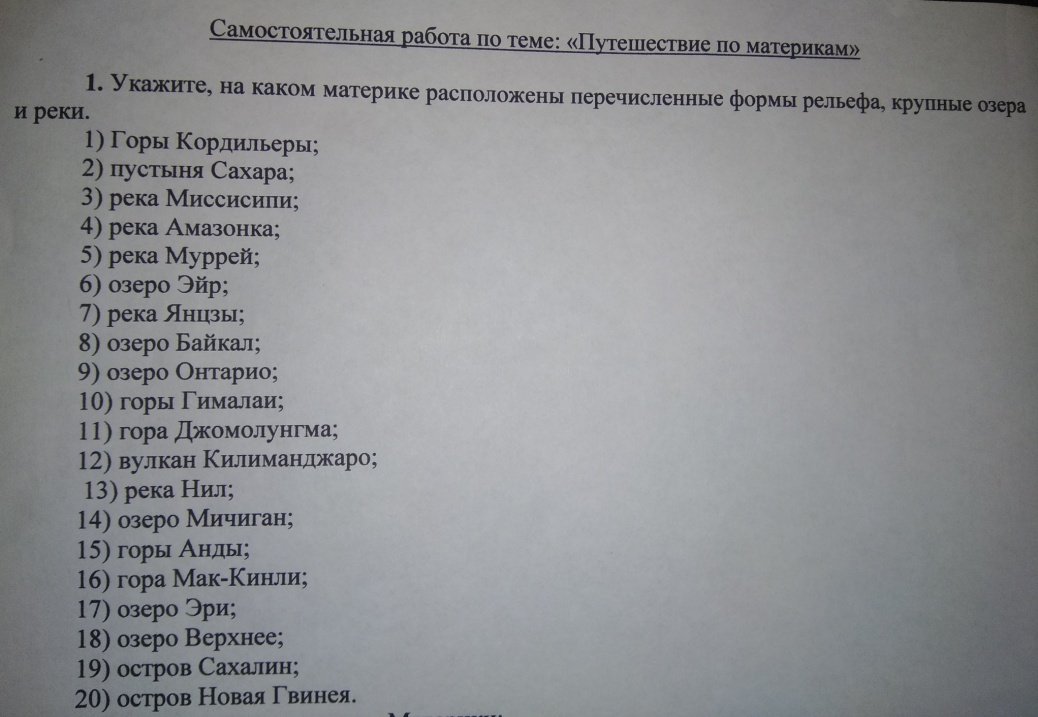 Самостоятельная работа по теме: «Путешествие по материкам»
1. Укажите, на каком материке расположены перечисленные формы рельефа, крупные озера
и реки.
1) Горы Кордильеры;
2) пустыня Сахара;
3) река Миссисипи;
4) река Амазонка;
5) река Муррей;
6) озеро Эйр;
7) река Янцзы;
8) озеро Байкал;
9) озеро Онтарио;
10) горы Гималаи;
11) гора Джомолунгма;
12) вулкан Килиманджаро;
13) река Нил;
14) озеро Мичиган;
15) горы Анды;
16) гора Мак-Кинли;
17) озеро Эри;
18) озеро Верхнее;
19) остров Сахалин;
20) остров Новая Гвинея.